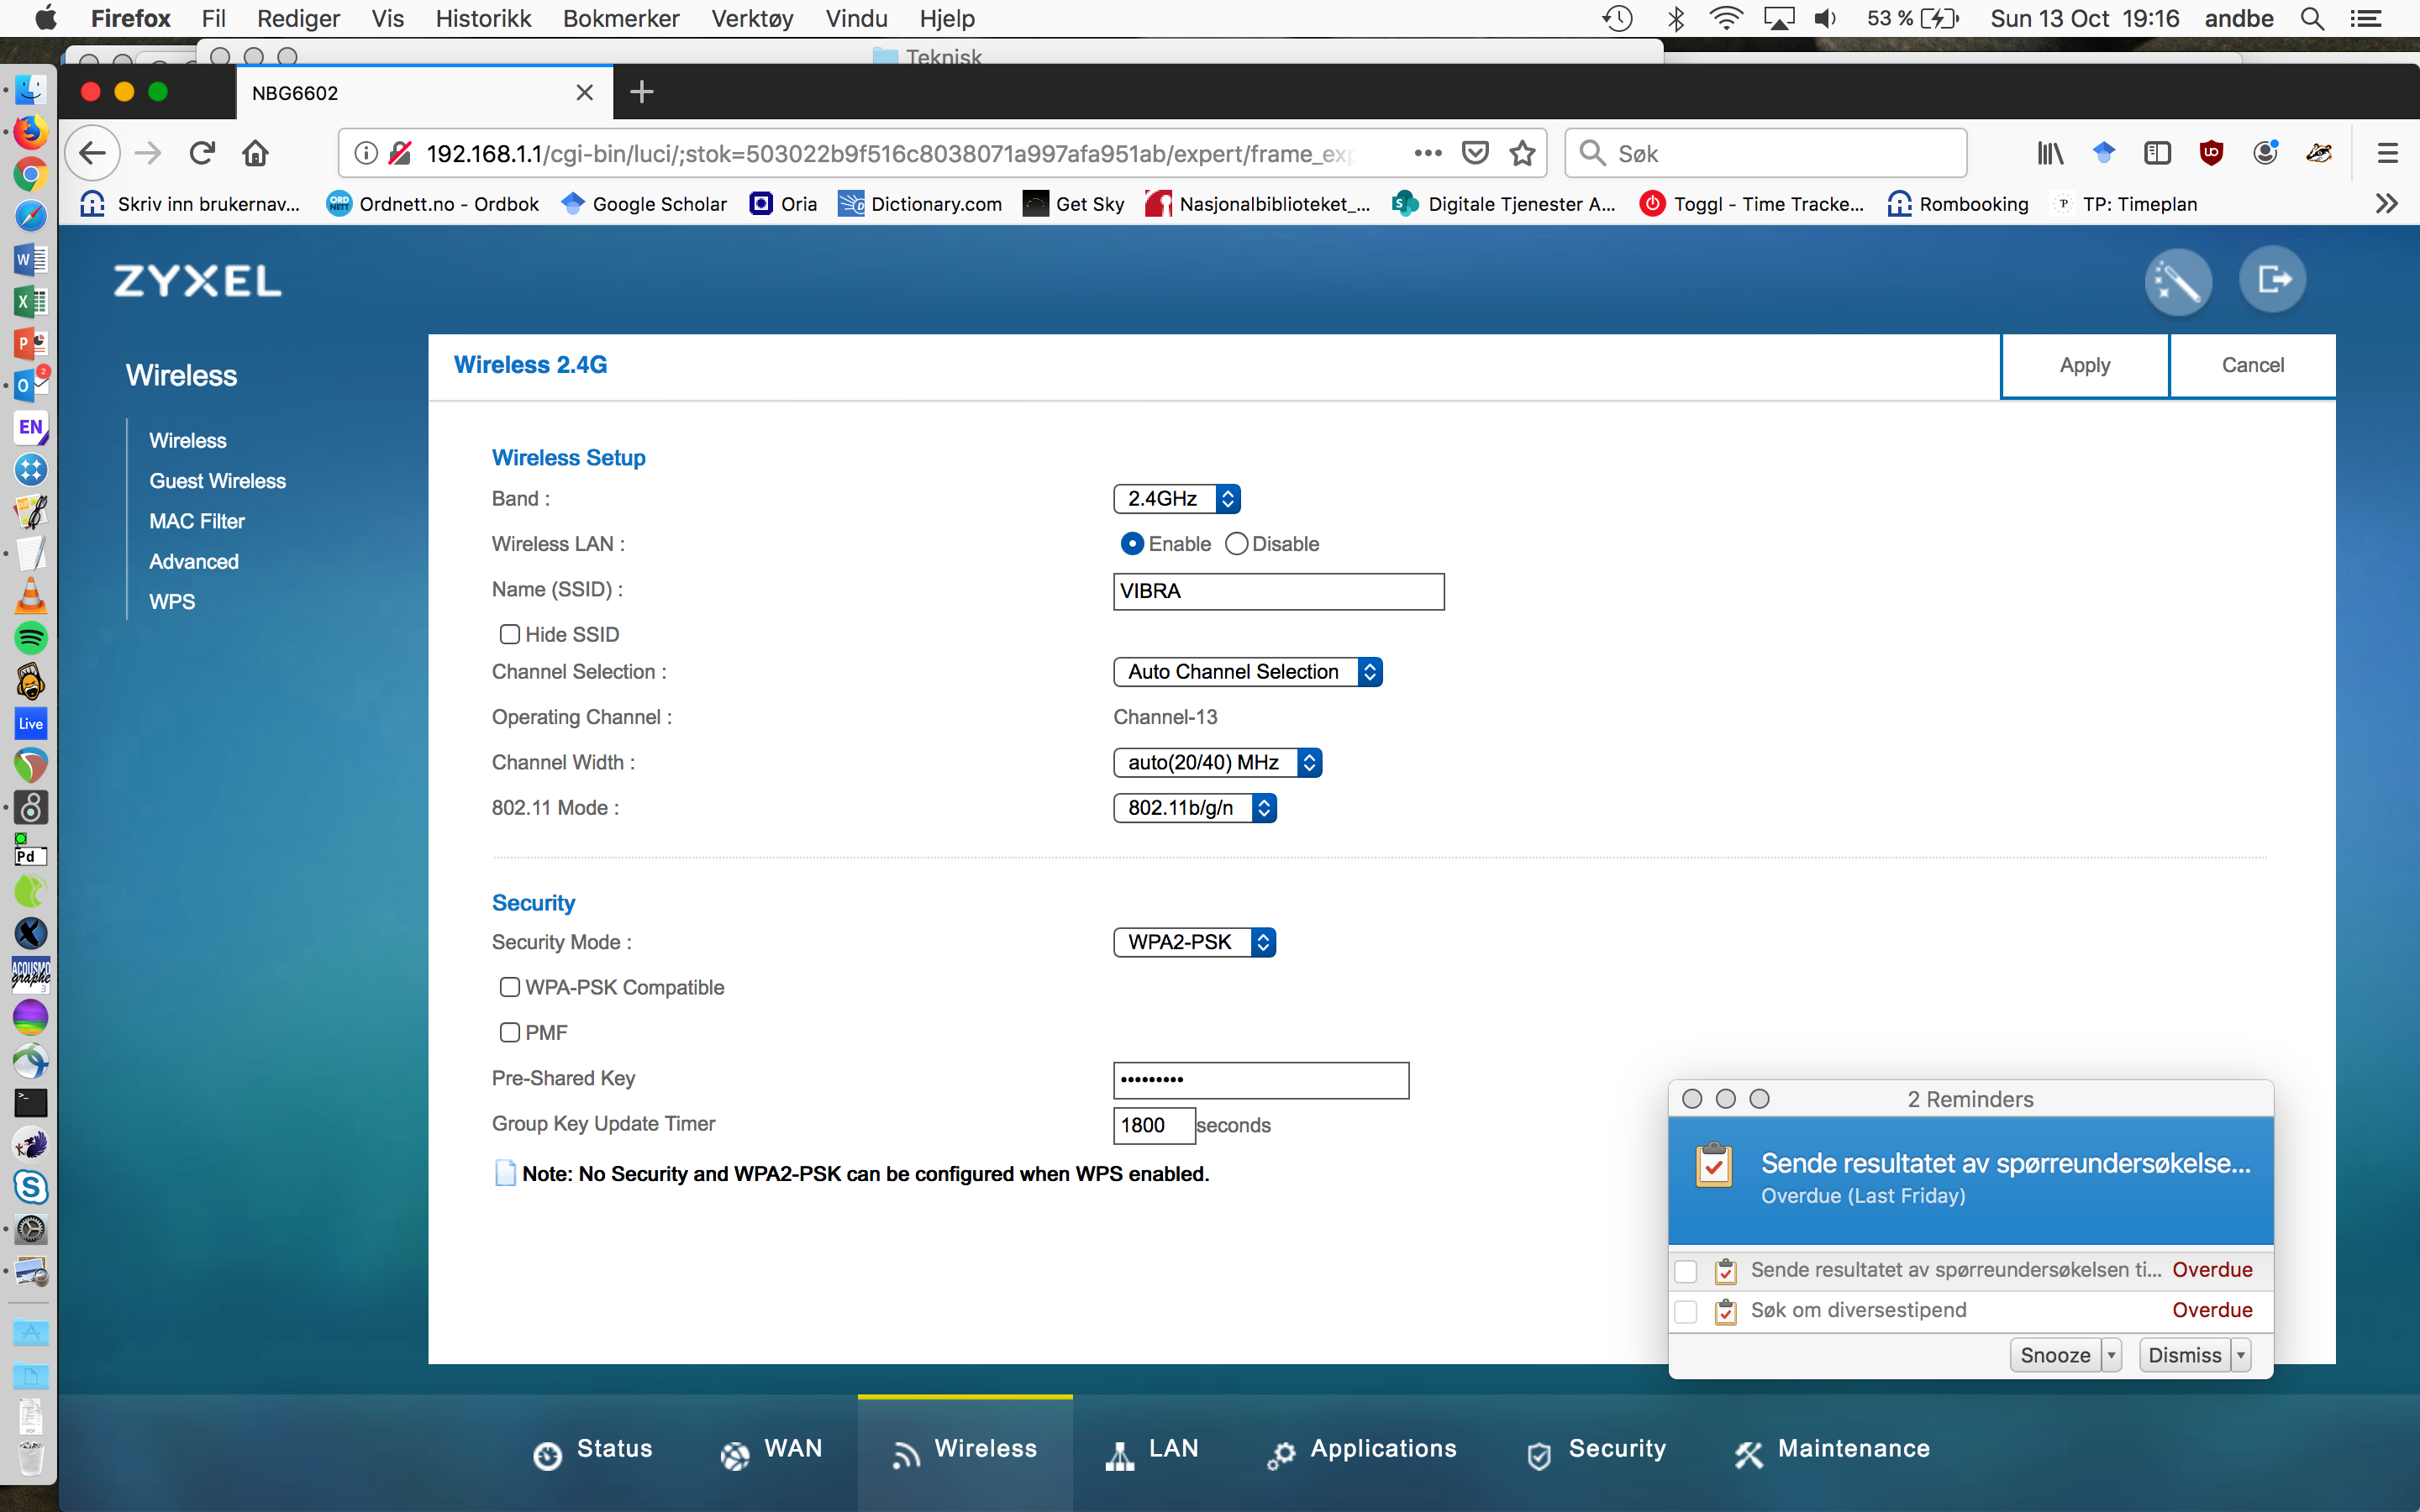 Firefox Fil Rediger Vis Historikk Bokmerker Verktøy Vindu Hjelp 53 % Sun 13 Oct 19:16 andbe
Teknisk
NBG6602
192.168.1.1/cgi-bin/luci/;stok=503022b9f516c8038071a997afa951ab/expert/frame_exp
Søk
Skriv inn brukernav... Ordnett.no - Ordbok Google Scholar Oria Dictionary.com Get Sky Nasjonalbiblioteket_... Digitale Tjenester A... Toggl - Time Tracke... Rombooking TP: Timeplan
ZYXEL
Wireless
Wireless
Guest Wireless
MAC Filter
Advanced
WPS
Wireless 2.4G
Apply
Cancel
Wireless Setup
Band : 2.4GHz
Wireless LAN : Enable Disable
Name (SSID) : VIBRA
Hide SSID
Channel Selection : Auto Channel Selection
Operating Channel : Channel-13
Channel Width : auto(20/40) MHz
802.11 Mode : 802.11b/g/n
Security
Security Mode : WPA2-PSK
WPA-PSK Compatible
PMF
Pre-Shared Key •••••••••
Group Key Update Timer 1800 seconds
Note: No Security and WPA2-PSK can be configured when WPS enabled.
2 Reminders
Sende resultatet av spørreundersøkelse...
Overdue (Last Friday)
Sende resultatet av spørreundersøkelsen ti... Overdue
Søk om diversestipend Overdue
Snooze Dismiss
Status WAN Wireless LAN Applications Security Maintenance
EN
Live
Pd
ACOUSMO
graphe
3